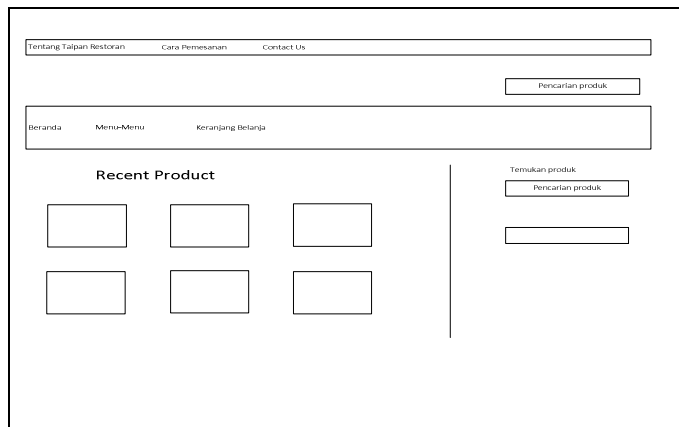 Tentang Taipan Restoran Cara Pemesanan Contact Us
Pencarian produk
Beranda Menu-Menu Keranjang Belanja
Recent Product
Temukan produk
Pencarian produk